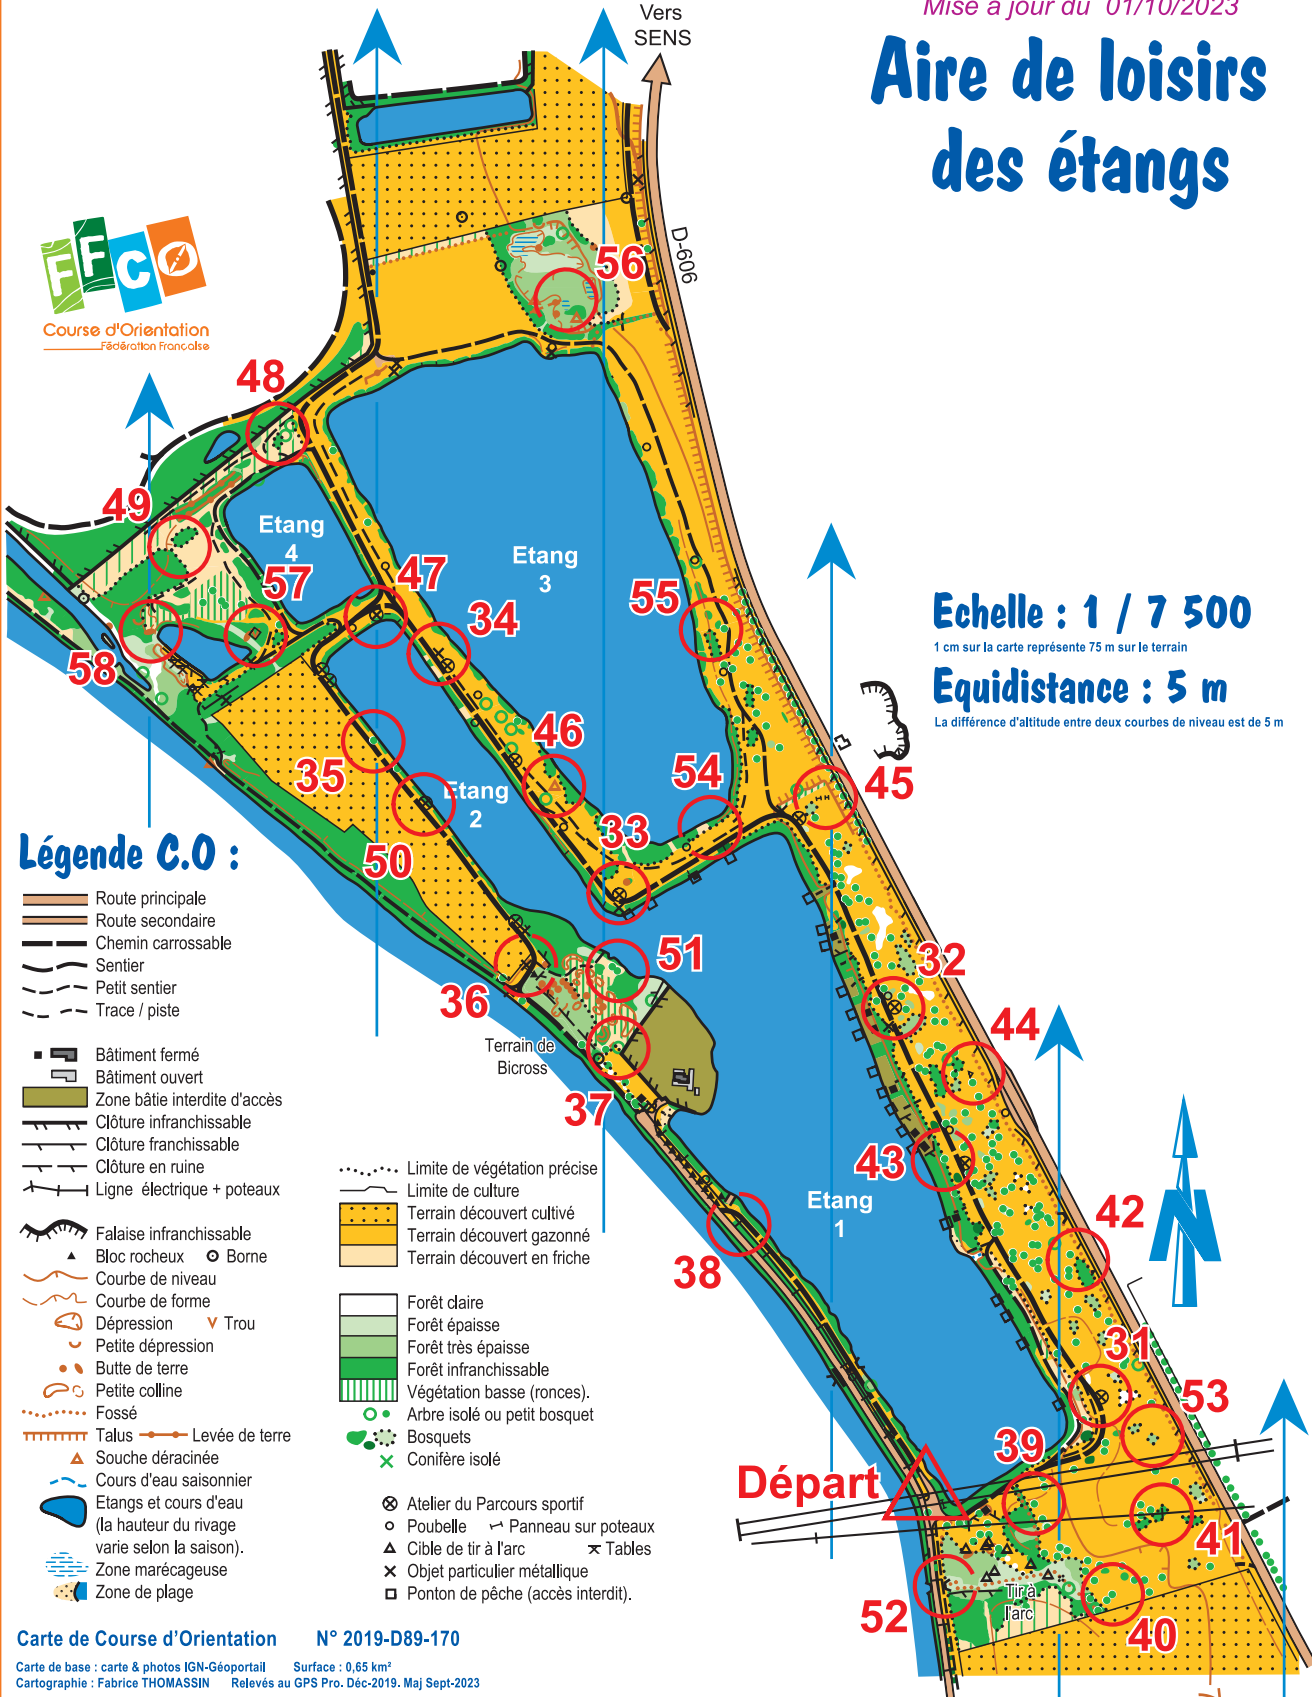 Mise à jour du 01/10/2023
Vers
SENS
Aire de loisirs
des étangs
D-606
FFCO
Course d'Orientation
Fédération Française
56
48
49
Etang
4
57
47
34
Etang
3
55
58
Echelle : 1 / 7 500
1 cm sur la carte représente 75 m sur le terrain
Equidistance : 5 m
La différence d'altitude entre deux courbes de niveau est de 5 m
35
46
54
45
Etang
2
50
33
51
32
36
44
Terrain de
Bicross
37
43
Etang
1
42
38
31
53
39
Départ
41
52
Tir à
l'arc
40
Légende C.O :
Route principale
Route secondaire
Chemin carrossable
Sentier
Petit sentier
Trace / piste
Bâtiment fermé
Bâtiment ouvert
Zone bâtie interdite d'accès
Clôture infranchissable
Clôture franchissable
Clôture en ruine
Ligne électrique + poteaux
Falaise infranchissable
Bloc rocheux Borne
Courbe de niveau
Courbe de forme
Dépression Trou
Petite dépression
Butte de terre
Petite colline
Fossé
Talus Levée de terre
Souche déracinée
Cours d'eau saisonnier
Etangs et cours d'eau
(la hauteur du rivage
varie selon la saison).
Zone marécageuse
Zone de plage
Limite de végétation précise
Limite de culture
Terrain découvert cultivé
Terrain découvert gazonné
Terrain découvert en friche
Forêt claire
Forêt épaisse
Forêt très épaisse
Forêt infranchissable
Végétation basse (ronces).
Arbre isolé ou petit bosquet
Bosquets
Conifère isolé
Atelier du Parcours sportif
Poubelle Panneau sur poteaux
Cible de tir à l'arc Tables
Objet particulier métallique
Ponton de pêche (accès interdit).
N
Carte de Course d'Orientation N° 2019-D89-170
Carte de base : carte & photos IGN-Géoportail Surface : 0,65 km²
Cartographie : Fabrice THOMASSIN Relevés au GPS Pro. Déc-2019. Maj Sept-2023